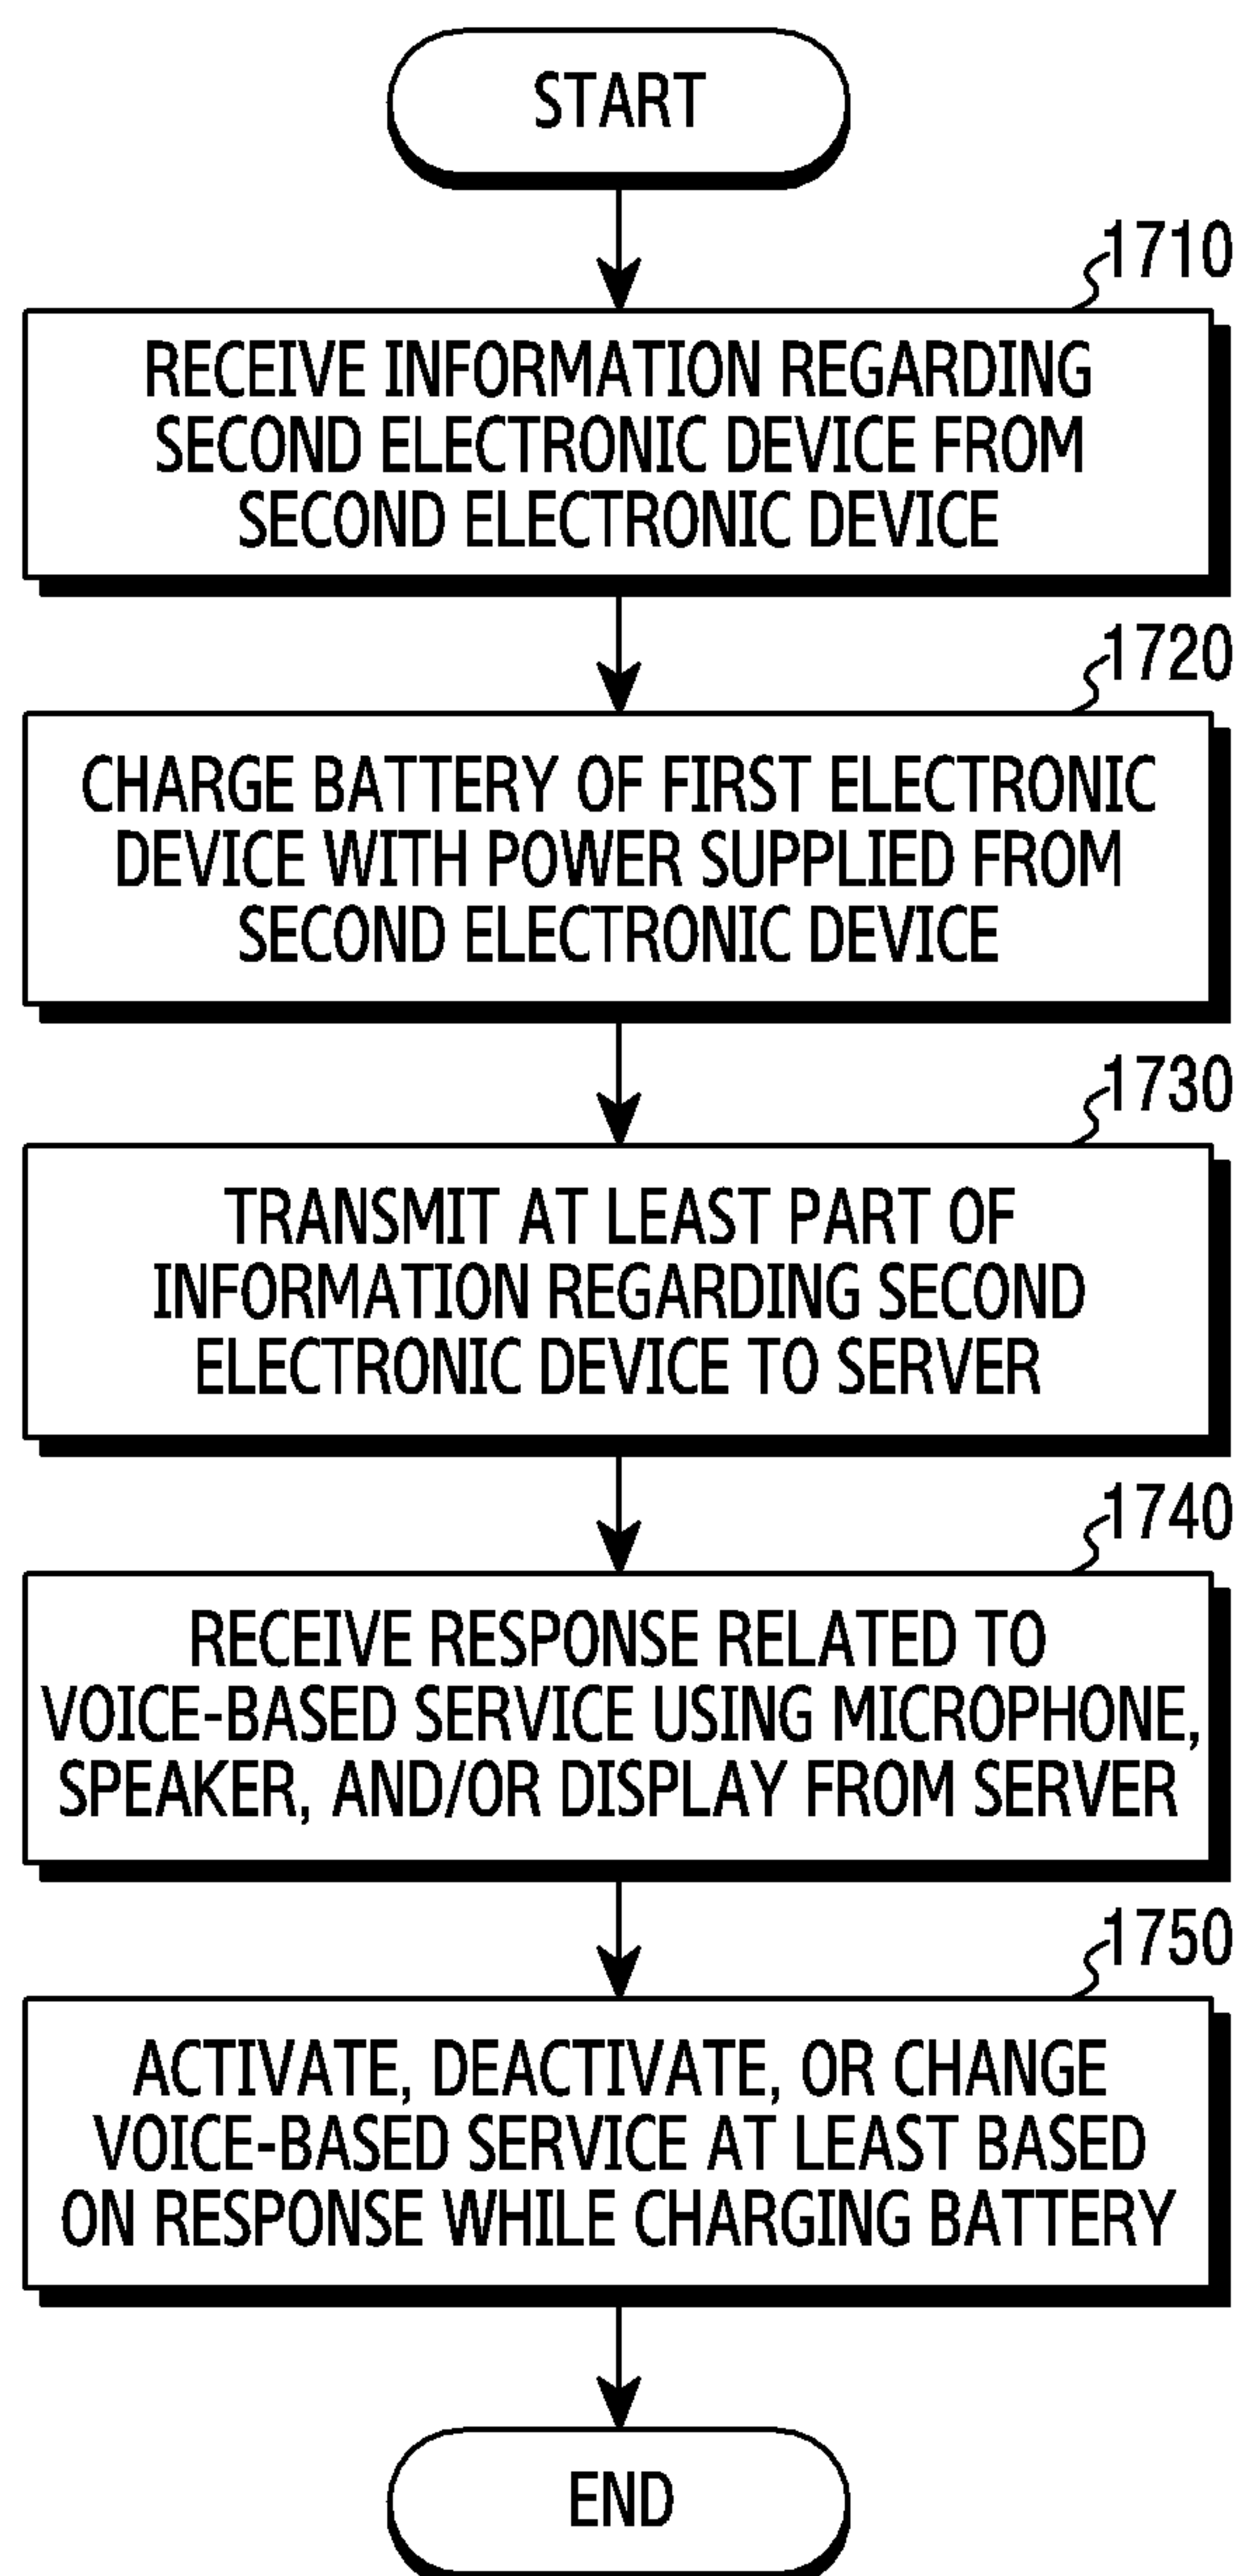 START
1710
RECEIVE INFORMATION REGARDING
SECOND ELECTRONIC DEVICE FROM
SECOND ELECTRONIC DEVICE
1720
CHARGE BATTERY OF FIRST ELECTRONIC
DEVICE WITH POWER SUPPLIED FROM
SECOND ELECTRONIC DEVICE
1730
TRANSMIT AT LEAST PART OF
INFORMATION REGARDING SECOND
ELECTRONIC DEVICE TO SERVER
1740
RECEIVE RESPONSE RELATED TO
VOICE-BASED SERVICE USING MICROPHONE,
SPEAKER, AND/OR DISPLAY FROM SERVER
1750
ACTIVATE, DEACTIVATE, OR CHANGE
VOICE-BASED SERVICE AT LEAST BASED
ON RESPONSE WHILE CHARGING BATTERY
END